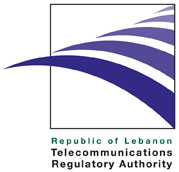 Republic of Lebanon
Telecommunications
Regulatory Authority